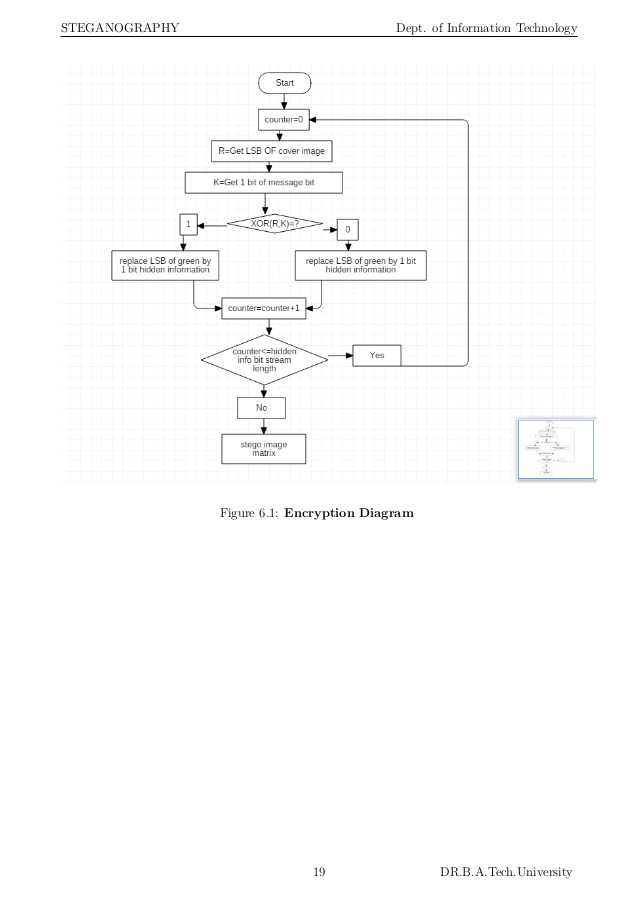 STEGANOGRAPHY Dept. of Information Technology
Start
counter=0
R=Get LSB OF cover image
K=Get 1 bit of message bit
XOR(R,K)=?
1
0
replace LSB of green by
1 bit hidden information
replace LSB of green by 1 bit
hidden information
counter=counter+1
counter<=hidden
info bit stream
length
Yes
No
stego image
matrix
Figure 6.1: Encryption Diagram
19 DR.B.A.Tech.University